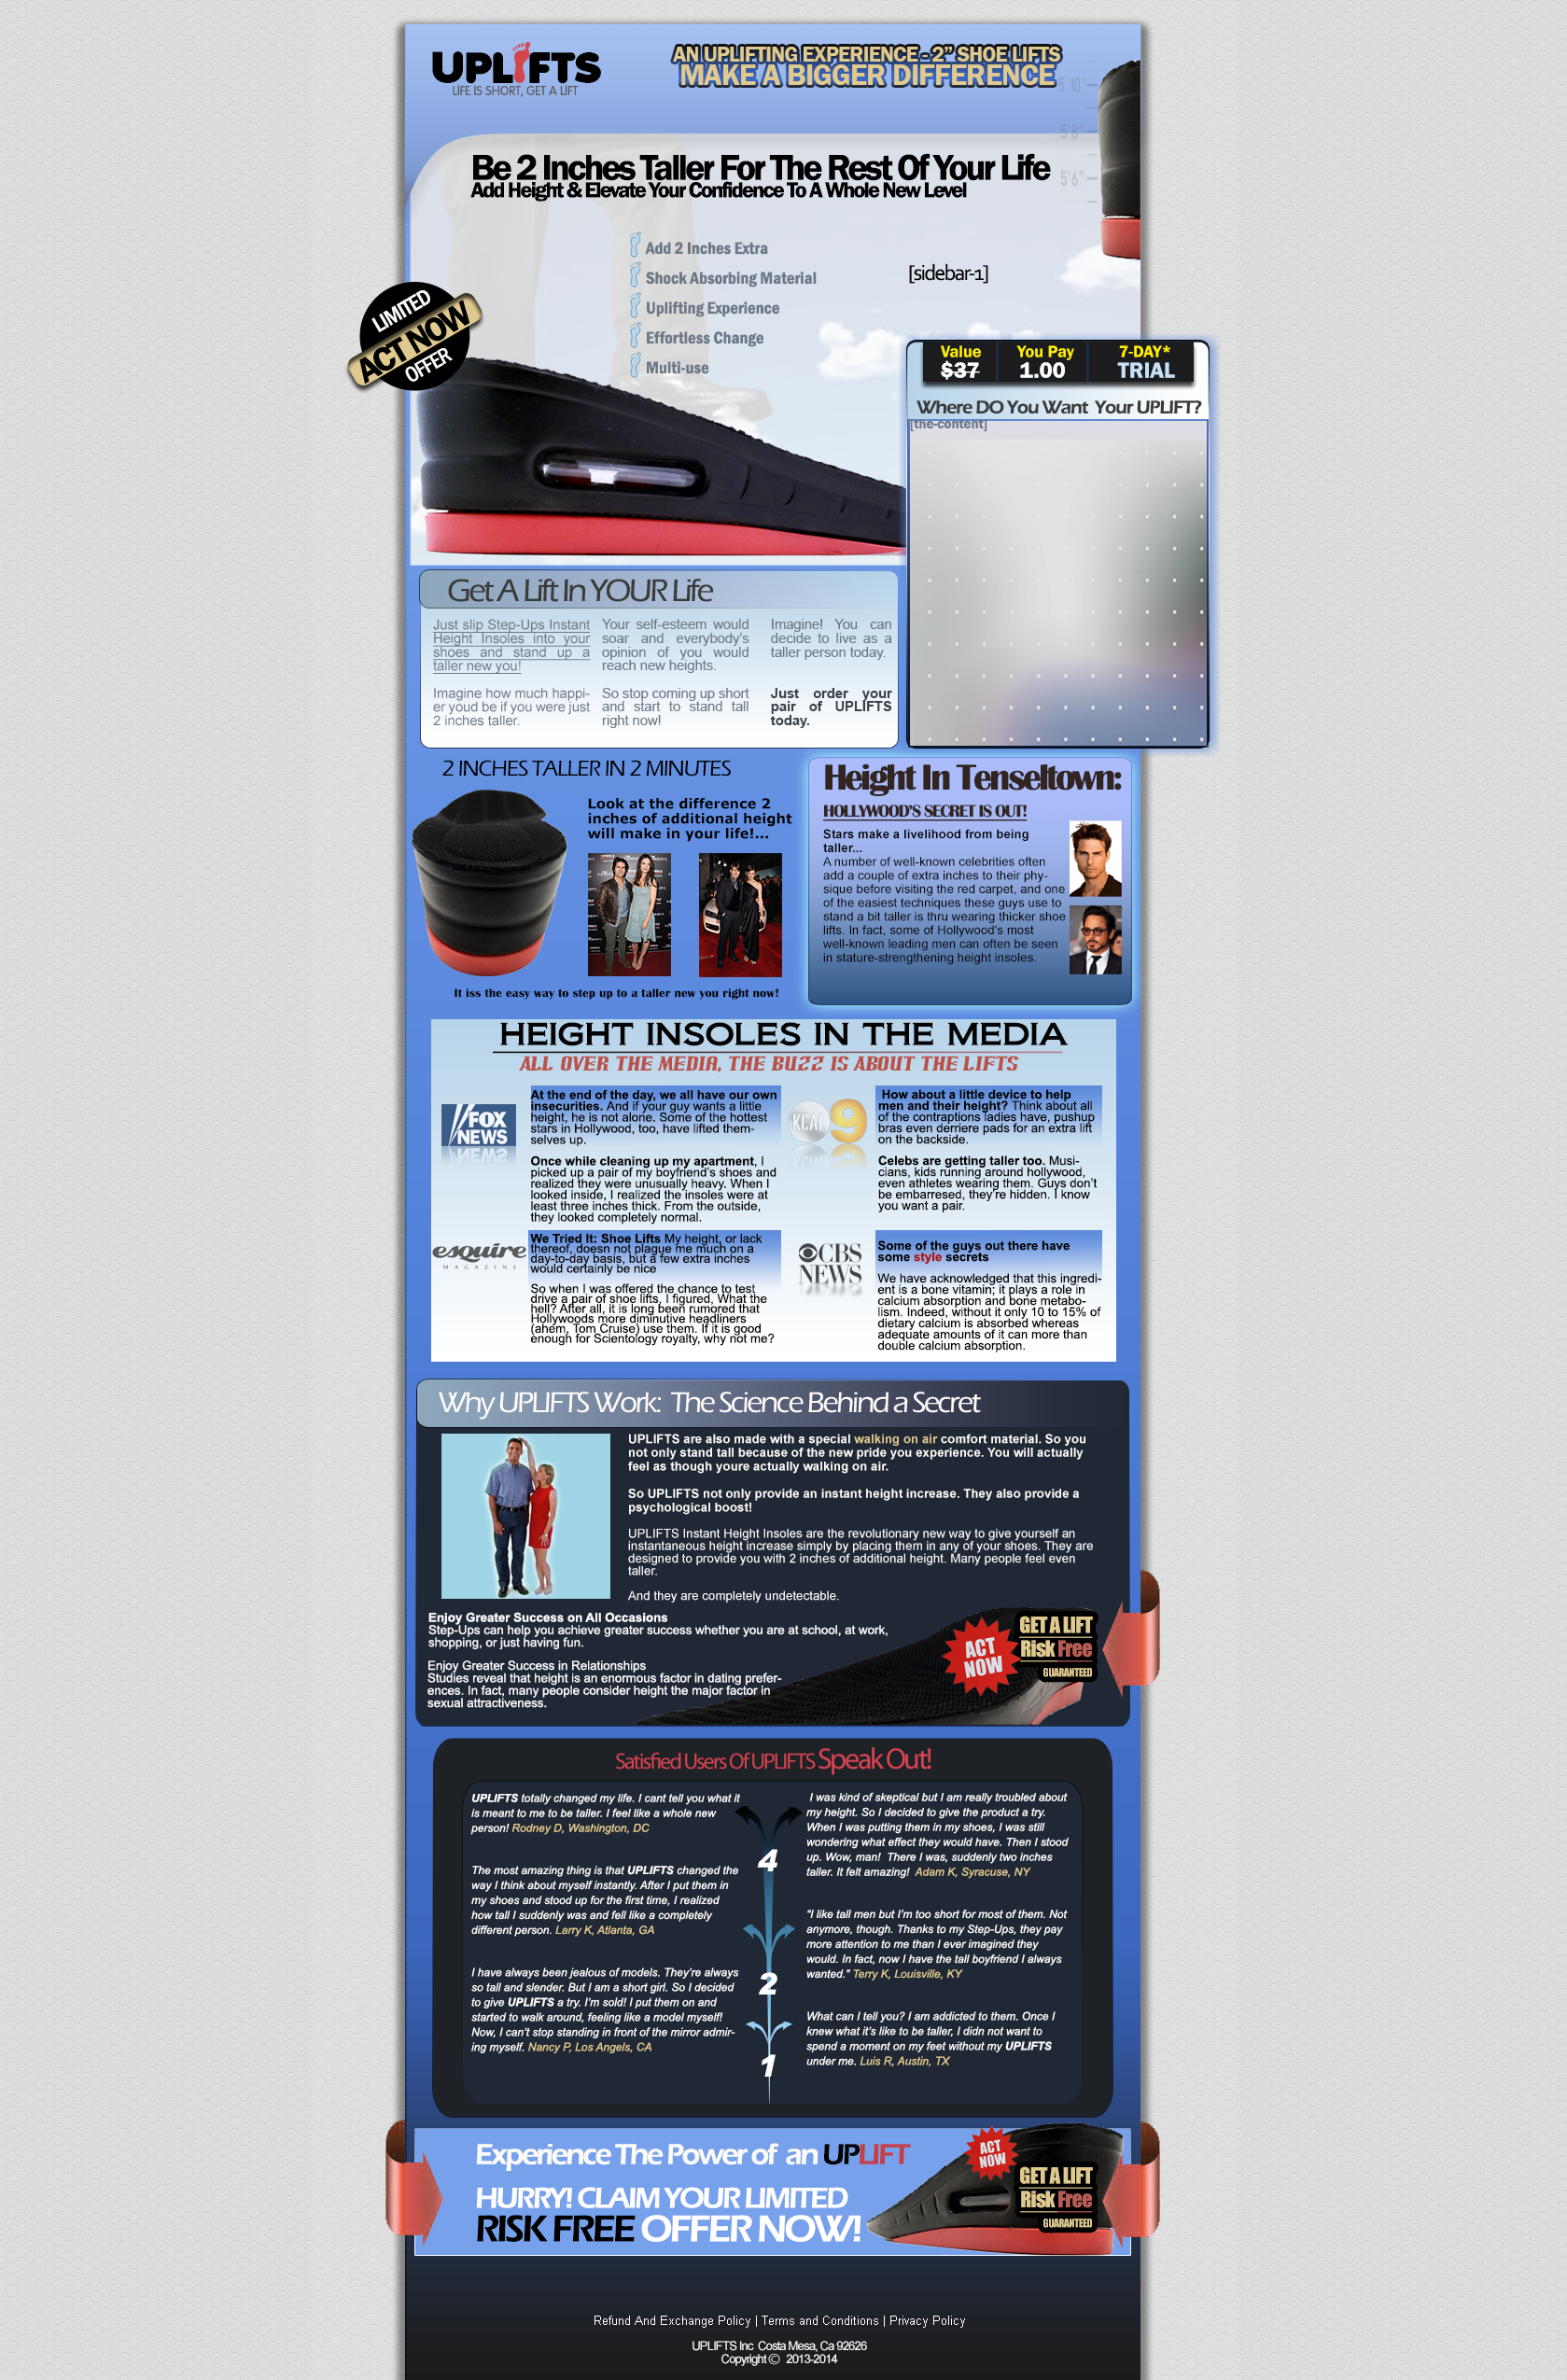 UPLIFTS
LIFE IS SHORT, GET A LIFT
AN UPLIFTING EXPERIENCE - 2” SHOE LIFTS
MAKE A BIGGER DIFFERENCE
5'10"
5'8"
5'6"
Be 2 Inches Taller For The Rest Of Your Life
Add Height & Elevate Your Confidence To A Whole New Level
Add 2 Inches Extra
Shock Absorbing Material
Uplifting Experience
Effortless Change
Multi-use
[sidebar-1]
LIMITED
ACT NOW
OFFER
Value You Pay 7-DAY*
$37 1.00 TRIAL
Where DO You Want Your UPLIFT?
[the-content]
Get A Lift In YOUR Life
Just slip Step-Ups Instant
Height Insoles into your
shoes and stand up a
taller new you!
Imagine how much happi-
er youd be if you were just
2 inches taller.
Your self-esteem would
soar and everybody’s
opinion of you would
reach new heights.
So stop coming up short
and start to stand tall
right now!
Imagine! You can
decide to live as a
taller person today.
Just order your
pair of UPLIFTS
today.
2 INCHES TALLER IN 2 MINUTES
Look at the difference 2
inches of additional height
will make in your life!...
It iss the easy way to step up to a taller new you right now!
Height In Tenseltown:
HOLLYWOOD’S SECRET IS OUT!
Stars make a livelihood from being
taller...
A number of well-known celebrities often
add a couple of extra inches to their phy-
sique before visiting the red carpet, and one
of the easiest techniques these guys use to
stand a bit taller is thru wearing thicker shoe
lifts. In fact, some of Hollywood’s most
well-known leading men can often be seen
in stature-strengthening height insoles.
HEIGHT INSOLES IN THE MEDIA
ALL OVER THE MEDIA, THE BUZZ IS ABOUT THE LIFTS
FOX
NEWS
At the end of the day, we all have our own
insecurities. And if your guy wants a little
height, he is not alone. Some of the hottest
stars in Hollywood, too, have lifted them-
selves up.
Once while cleaning up my apartment, I
picked up a pair of my boyfriend’s shoes and
realized they were unusually heavy. When I
looked inside, I realized the insoles were at
least three inches thick. From the outside,
they looked completely normal.
KCAL 9
How about a little device to help
men and their height? Think about all
of the contraptions ladies have, pushup
bras even derriere pads for an extra lift
on the backside.
Celebs are getting taller too. Musi-
cians, kids running around hollywood,
even athletes wearing them. Guys don’t
be embarresed, they’re hidden. I know
you want a pair.
esquire
MAGAZINE
We Tried It: Shoe Lifts My height, or lack
thereof, doesn not plague me much on a
day-to-day basis, but a few extra inches
would certainly be nice
So when I was offered the chance to test
drive a pair of shoe lifts, I figured, What the
hell? After all, it is long been rumored that
Hollywoods more diminutive headliners
(ahem, Tom Cruise) use them. If it is good
enough for Scientology royalty, why not me?
CBS
NEWS
Some of the guys out there have
some style secrets
We have acknowledged that this ingredi-
ent is a bone vitamin; it plays a role in
calcium absorption and bone metabo-
lism. Indeed, without it only 10 to 15% of
dietary calcium is absorbed whereas
adequate amounts of it can more than
double calcium absorption.
Why UPLIFTS Work: The Science Behind a Secret
UPLIFTS are also made with a special walking on air comfort material. So you
not only stand tall because of the new pride you experience. You will actually
feel as though youre actually walking on air.
So UPLIFTS not only provide an instant height increase. They also provide a
psychological boost!
UPLIFTS Instant Height Insoles are the revolutionary new way to give yourself an
instantaneous height increase simply by placing them in any of your shoes. They are
designed to provide you with 2 inches of additional height. Many people feel even
taller.
And they are completely undetectable.
Enjoy Greater Success on All Occasions
Step-Ups can help you achieve greater success whether you are at school, at work,
shopping, or just having fun.
Enjoy Greater Success in Relationships
Studies reveal that height is an enormous factor in dating prefer-
ences. In fact, many people consider height the major factor in
sexual attractiveness.
ACT
NOW
GET A LIFT
Risk Free
GUARANTEED
Satisfied Users Of UPLIFTS Speak Out!
UPLIFTS totally changed my life. I cant tell you what it
is meant to me to be taller. I feel like a whole new
person! Rodney D, Washington, DC
The most amazing thing is that UPLIFTS changed the
way I think about myself instantly. After I put them in
my shoes and stood up for the first time, I realized
how tall I suddenly was and fell like a completely
different person. Larry K, Atlanta, GA
I have always been jealous of models. They’re always
so tall and slender. But I am a short girl. So I decided
to give UPLIFTS a try. I’m sold! I put them on and
started to walk around, feeling like a model myself!
Now, I can’t stop standing in front of the mirror admir-
ing myself. Nancy P, Los Angels, CA
4
2
1
I was kind of skeptical but I am really troubled about
my height. So I decided to give the product a try.
When I was putting them in my shoes, I was still
wondering what effect they would have. Then I stood
up. Wow, man! There I was, suddenly two inches
taller. It felt amazing! Adam K, Syracuse, NY
“I like tall men but I’m too short for most of them. Not
anymore, though. Thanks to my Step-Ups, they pay
more attention to me than I ever imagined they
would. In fact, now I have the tall boyfriend I always
wanted.” Terry K, Louisville, KY
What can I tell you? I am addicted to them. Once I
knew what it’s like to be taller, I didn not want to
spend a moment on my feet without my UPLIFTS
under me. Luis R, Austin, TX
Experience The Power of an UPLIFT
HURRY! CLAIM YOUR LIMITED
RISK FREE OFFER NOW!
ACT
NOW
GET A LIFT
Risk Free
GUARANTEED
Refund And Exchange Policy | Terms and Conditions | Privacy Policy
UPLIFTS Inc Costa Mesa, Ca 92626
Copyright © 2013-2014